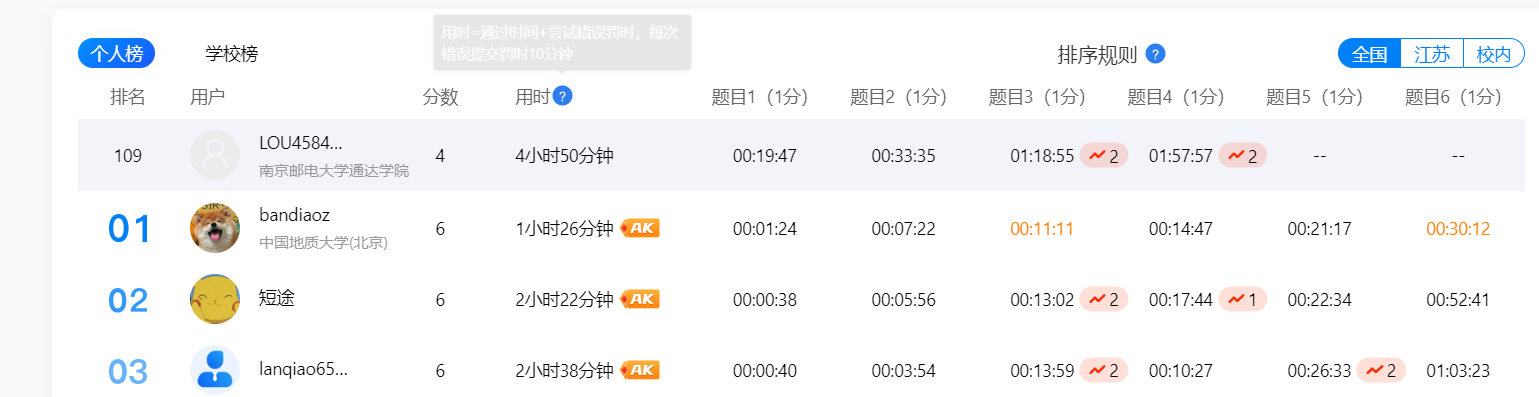 用时=通过时间+尝试错误罚时，每次
错误提交罚时10分钟
个人榜 学校榜 排序规则 ? 全国 江苏 校内
排名 用户 分数 用时 ? 题目1（1分） 题目2（1分） 题目3（1分） 题目4（1分） 题目5（1分） 题目6（1分）
109 LOU4584... 南京邮电大学通达学院 4 4小时50分钟 00:19:47 00:33:35 01:18:55 2 01:57:57 2 -- --
01 bandiaoz 中国地质大学(北京) 6 1小时26分钟 AK 00:01:24 00:07:22 00:11:11 00:14:47 00:21:17 00:30:12
02 短途 6 2小时22分钟 AK 00:00:38 00:05:56 00:13:02 2 00:17:44 1 00:22:34 00:52:41
03 lanqiao65... 6 2小时38分钟 AK 00:00:40 00:03:54 00:13:59 2 00:10:27 00:26:33 2 01:03:23